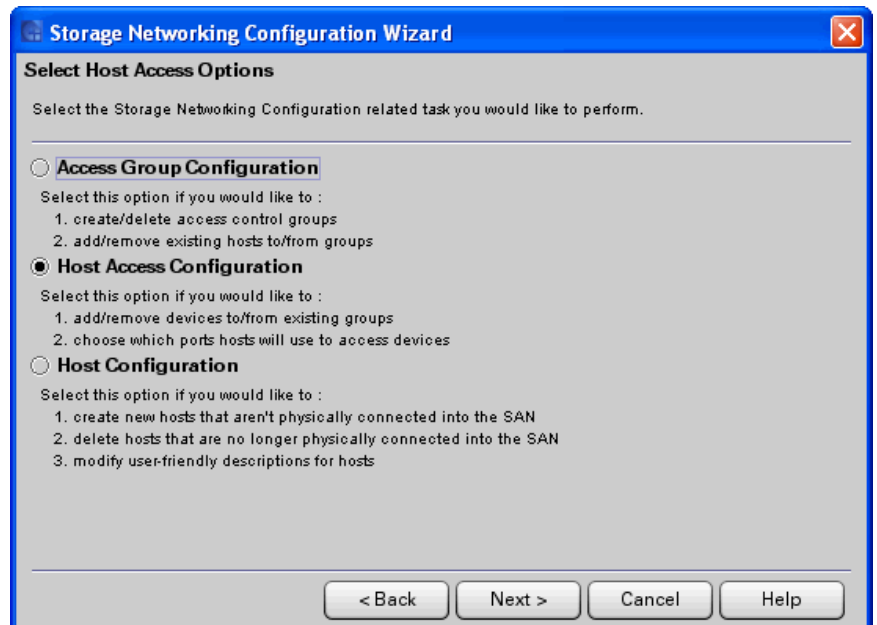 Storage Networking Configuration Wizard
Select Host Access Options
Select the Storage Networking Configuration related task you would like to perform.
Access Group Configuration
Select this option if you would like to :
1. create/delete access control groups
2. add/remove existing hosts to/from groups
Host Access Configuration
Select this option if you would like to :
1. add/remove devices to/from existing groups
2. choose which ports hosts will use to access devices
Host Configuration
Select this option if you would like to :
1. create new hosts that aren't physically connected into the SAN
2. delete hosts that are no longer physically connected into the SAN
3. modify user-friendly descriptions for hosts
< Back Next > Cancel Help